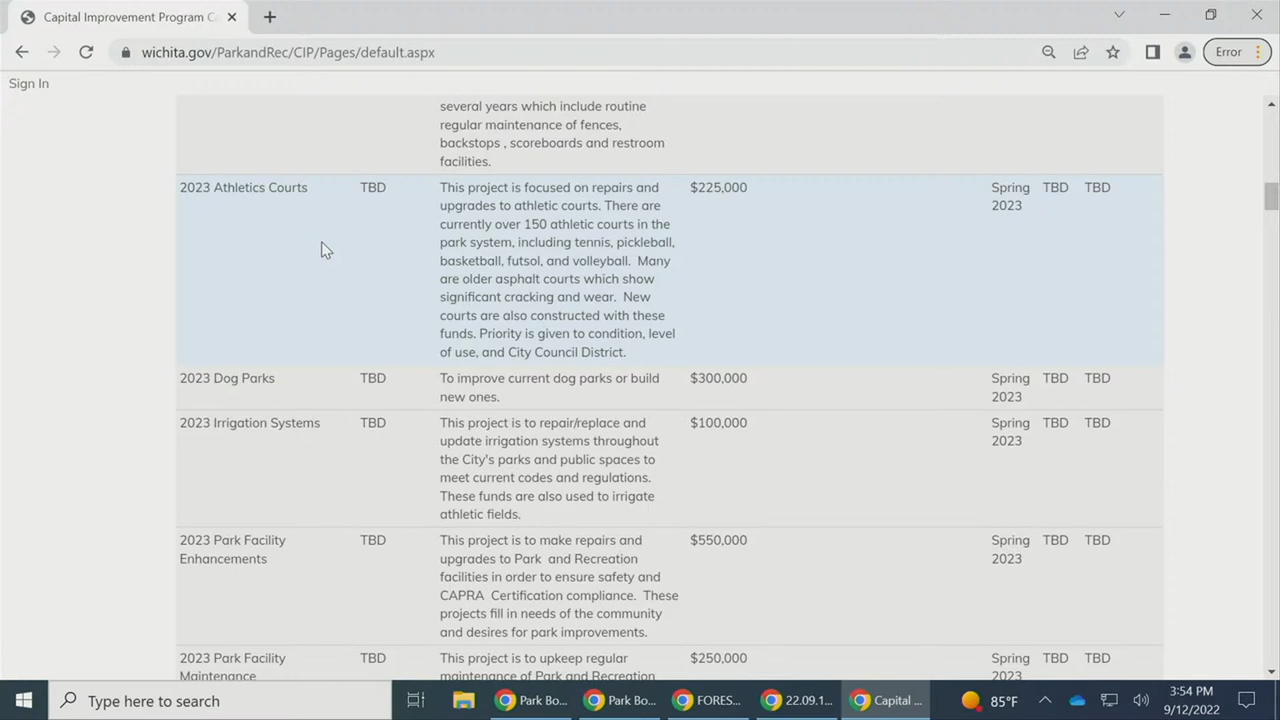 Capital Improvement Program C
wichita.gov/ParkandRec/CIP/Pages/default.aspx
Error
Sign In
several years which include routine
regular maintenance of fences,
backstops , scoreboards and restroom
facilities.
2023 Athletics Courts TBD This project is focused on repairs and $225,000 Spring TBD TBD
upgrades to athletic courts. There are 2023
currently over 150 athletic courts in the
park system, including tennis, pickleball,
basketball, futsol, and volleyball. Many
are older asphalt courts which show
significant cracking and wear. New
courts are also constructed with these
funds. Priority is given to condition, level
of use, and City Council District.
2023 Dog Parks TBD To improve current dog parks or build $300,000 Spring TBD TBD
new ones. 2023
2023 Irrigation Systems TBD This project is to repair/replace and $100,000 Spring TBD TBD
update irrigation systems throughout 2023
the City's parks and public spaces to
meet current codes and regulations.
These funds are also used to irrigate
athletic fields.
2023 Park Facility TBD This project is to make repairs and $550,000 Spring TBD TBD
Enhancements upgrades to Park and Recreation 2023
facilities in order to ensure safety and
CAPRA Certification compliance. These
projects fill in needs of the community
and desires for park improvements.
2023 Park Facility TBD This project is to upkeep regular $250,000 Spring TBD TBD
Maintenance maintenance of Park and Recreation 2023
Type here to search Park Bo... Park Bo... FORES... 22.09.1... Capital ... 85°F 3:54 PM
9/12/2022